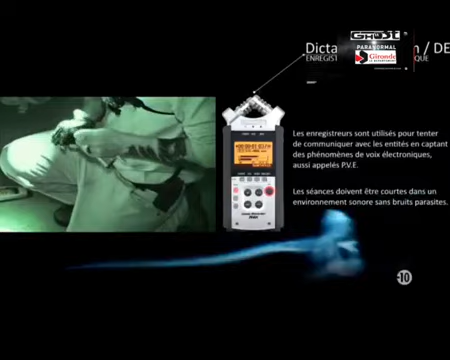 Dicta
GHOST
PARANORMAL
Gironde
/ DE
ENREGIST
QUE
Les enregistreurs sont utilisés pour tenter
de communiquer avec les entités en captant
des phénomènes de voix électroniques,
aussi appelés P.V.E.
Les séances doivent être courtes dans un
environnement sonore sans bruits parasites.
-10